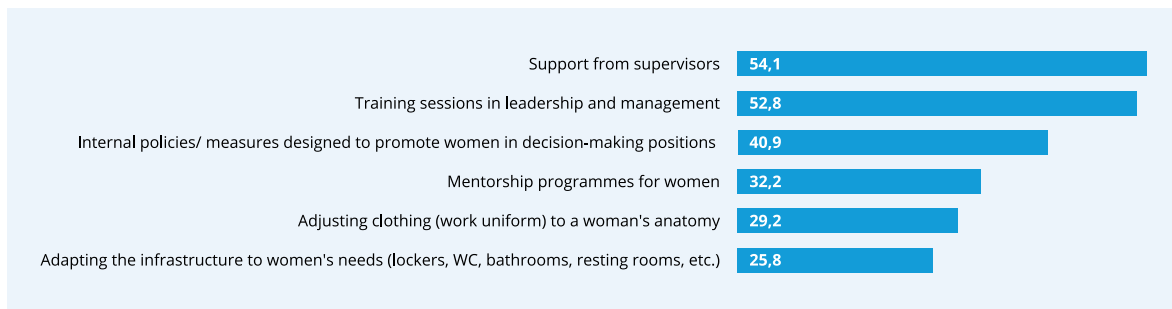 Support from supervisors 54,1
Training sessions in leadership and management 52,8
Internal policies/ measures designed to promote women in decision-making positions 40,9
Mentorship programmes for women 32,2
Adjusting clothing (work uniform) to a woman's anatomy 29,2
Adapting the infrastructure to women's needs (lockers, WC, bathrooms, resting rooms, etc.) 25,8